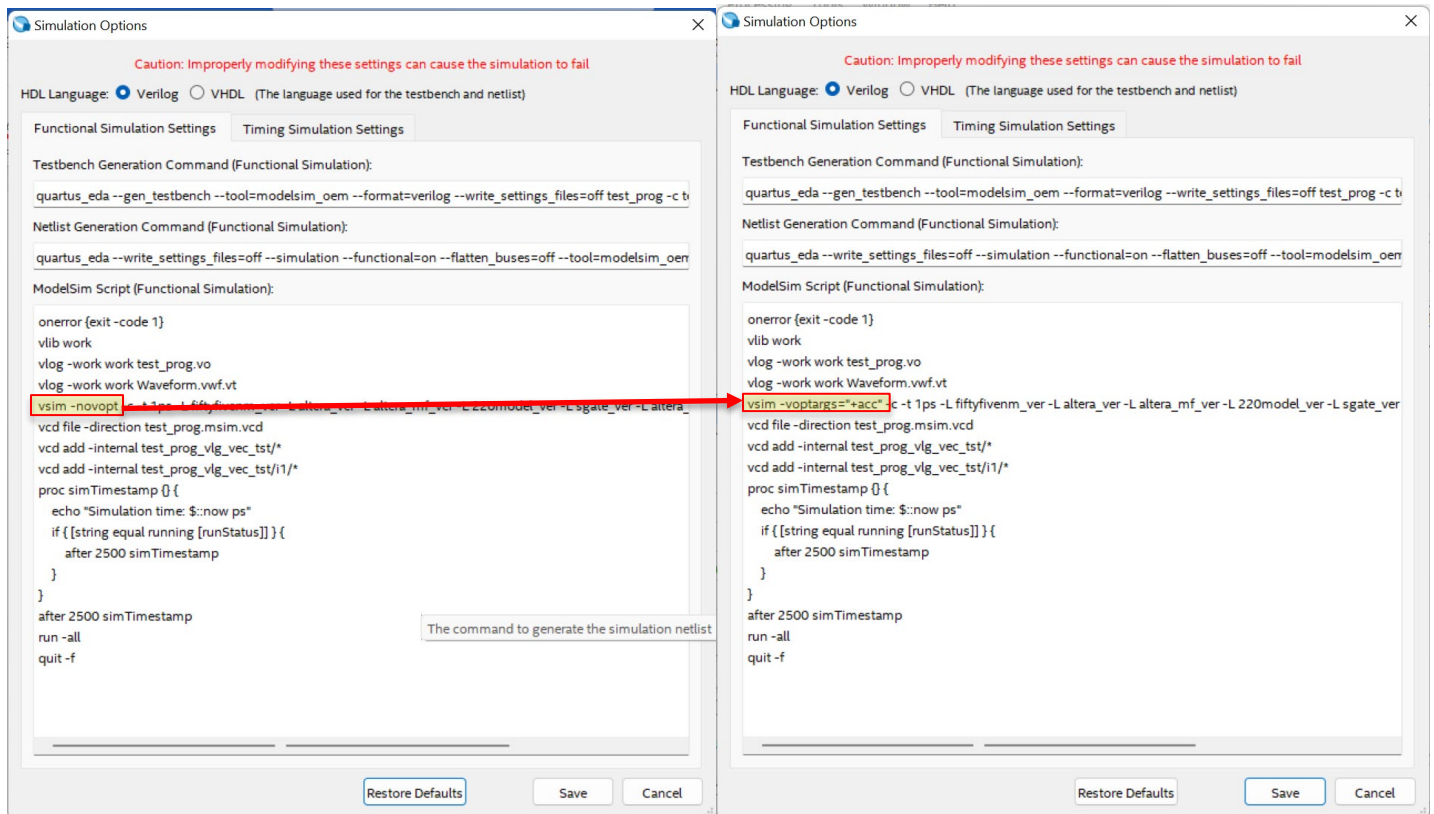 Simulation Options
Caution: Improperly modifying these settings can cause the simulation to fail
HDL Language: Verilog VHDL (The language used for the testbench and netlist)
Functional Simulation Settings Timing Simulation Settings
Testbench Generation Command (Functional Simulation):
quartus_eda --gen_testbench --tool=modelsim_oem --format=verilog --write_settings_files=off test_prog -c
Netlist Generation Command (Functional Simulation):
quartus_eda --write_settings_files=off --simulation --functional=on --flatten_buses=off --tool=modelsim_oem
ModelSim Script (Functional Simulation):
onerror {exit -code 1}
vlib work
vlog -work work test_prog.vo
vlog -work work Waveform.vwf.vt
vsim -novopt -c -t 1ps -L fiftyfivenm_ver -L altera_ver -L altera_mf_ver -L 220model_ver -L sgate_ver -L altera_
vcd file -direction test_prog.msim.vcd
vcd add -internal test_prog_vlg_vec_tst/*
vcd add -internal test_prog_vlg_vec_tst/i1/*
proc simTimestamp {} {
echo "Simulation time: $::now ps"
if { [string equal running [runStatus]] } {
after 2500 simTimestamp
}
}
after 2500 simTimestamp
run -all
quit -f
The command to generate the simulation netlist
Restore Defaults Save Cancel
Simulation Options
Caution: Improperly modifying these settings can cause the simulation to fail
HDL Language: Verilog VHDL (The language used for the testbench and netlist)
Functional Simulation Settings Timing Simulation Settings
Testbench Generation Command (Functional Simulation):
quartus_eda --gen_testbench --tool=modelsim_oem --format=verilog --write_settings_files=off test_prog -c
Netlist Generation Command (Functional Simulation):
quartus_eda --write_settings_files=off --simulation --functional=on --flatten_buses=off --tool=modelsim_oem
ModelSim Script (Functional Simulation):
onerror {exit -code 1}
vlib work
vlog -work work test_prog.vo
vlog -work work Waveform.vwf.vt
vsim -voptargs="+acc" -c -t 1ps -L fiftyfivenm_ver -L altera_ver -L altera_mf_ver -L 220model_ver -L sgate_ver
vcd file -direction test_prog.msim.vcd
vcd add -internal test_prog_vlg_vec_tst/*
vcd add -internal test_prog_vlg_vec_tst/i1/*
proc simTimestamp {} {
echo "Simulation time: $::now ps"
if { [string equal running [runStatus]] } {
after 2500 simTimestamp
}
}
after 2500 simTimestamp
run -all
quit -f
Restore Defaults Save Cancel